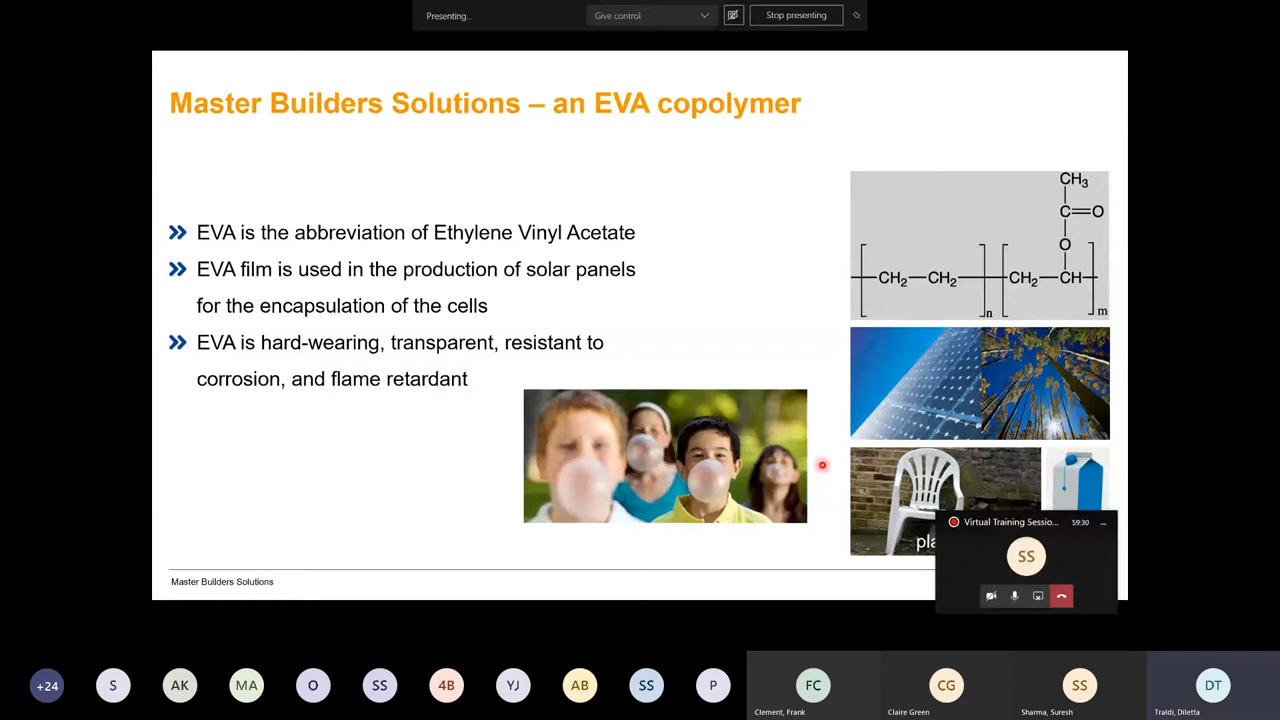 Presenting...
Give control
Stop presenting
Master Builders Solutions – an EVA copolymer
EVA is the abbreviation of Ethylene Vinyl Acetate
EVA film is used in the production of solar panels
for the encapsulation of the cells
EVA is hard-wearing, transparent, resistant to
corrosion, and flame retardant
CH3
C=O
O
CH2—CH2
n
CH2—CH
m
Virtual Training Sessio...
59:30
SS
Master Builders Solutions
+24
S
AK
MA
O
SS
4B
YJ
AB
SS
P
FC
Clement, Frank
CG
Claire Green
SS
Sharma, Suresh
DT
Traldi, Diletta